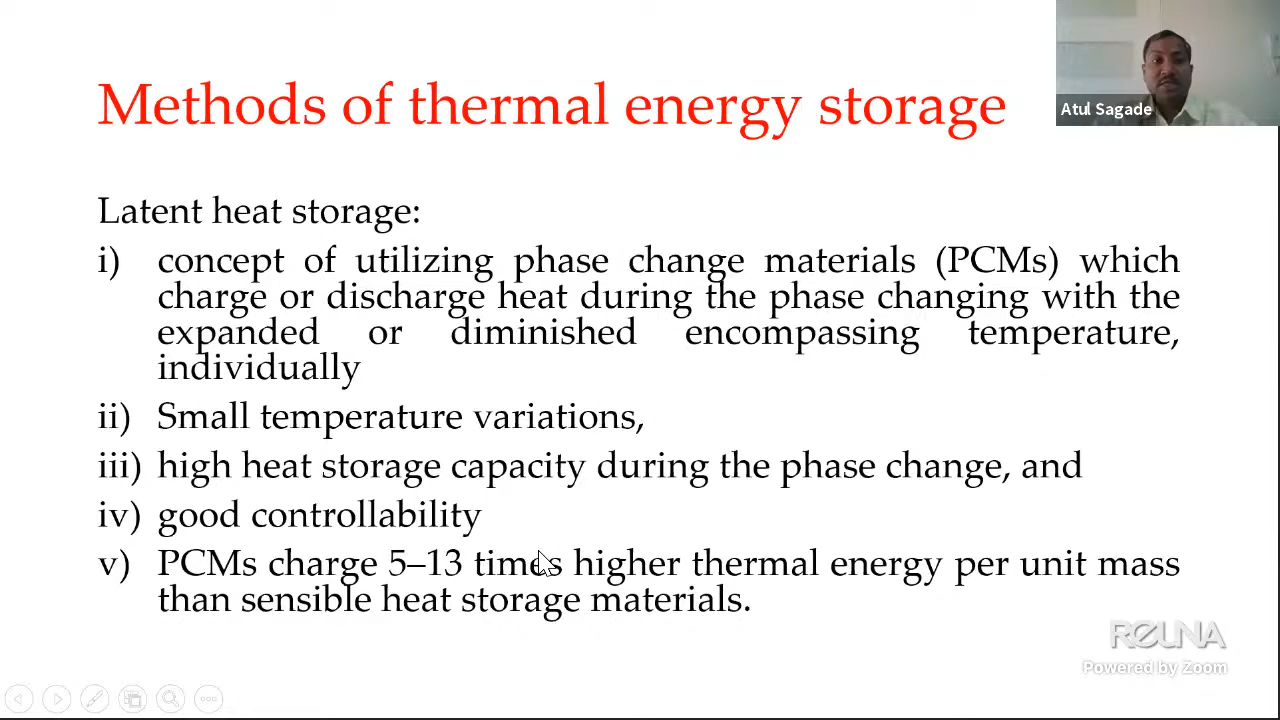 Methods of thermal energy storage
Atul Sagade
Latent heat storage:
i) concept of utilizing phase change materials (PCMs) which
charge or discharge heat during the phase changing with the
expanded or diminished encompassing temperature,
individually
ii) Small temperature variations,
iii) high heat storage capacity during the phase change, and
iv) good controllability
v) PCMs charge 5–13 times higher thermal energy per unit mass
than sensible heat storage materials.
RELINA
Powered by Zoom